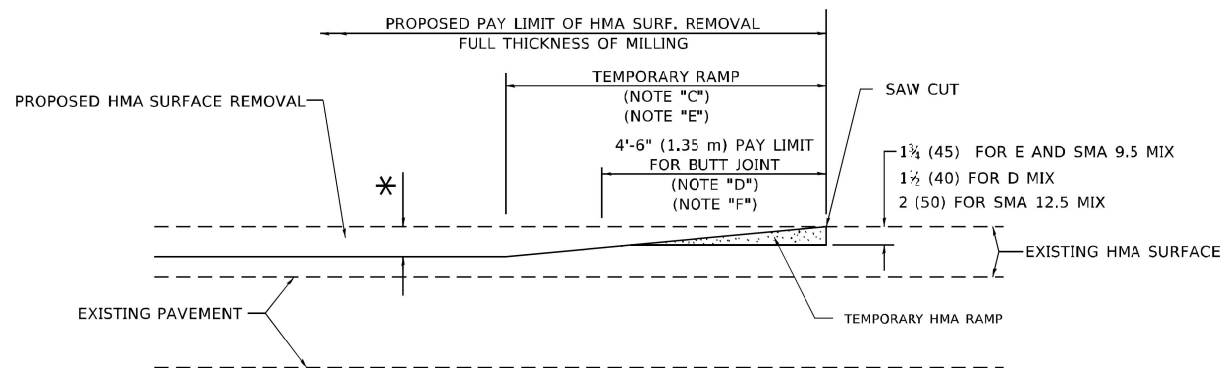 PROPOSED PAY LIMIT OF HMA SURF. REMOVAL
FULL THICKNESS OF MILLING
TEMPORARY RAMP
(NOTE "C")
(NOTE "E")
PROPOSED HMA SURFACE REMOVAL
SAW CUT
4'-6" (1.35 m) PAY LIMIT
FOR BUTT JOINT
(NOTE "D")
(NOTE "F")
1¾ (45) FOR E AND SMA 9.5 MIX
1½ (40) FOR D MIX
2 (50) FOR SMA 12.5 MIX
*
EXISTING HMA SURFACE
EXISTING PAVEMENT
TEMPORARY HMA RAMP